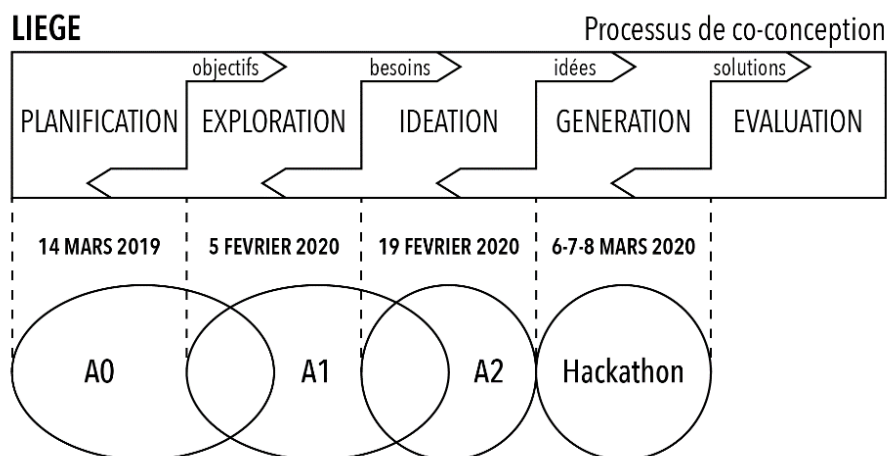 LIEGE Processus de co-conception
objectifs besoins idées solutions
PLANIFICATION EXPLORATION IDEATION GENERATION EVALUATION
14 MARS 2019 5 FEVRIER 2020 19 FEVRIER 2020 6-7-8 MARS 2020
A0 A1 A2 Hackathon